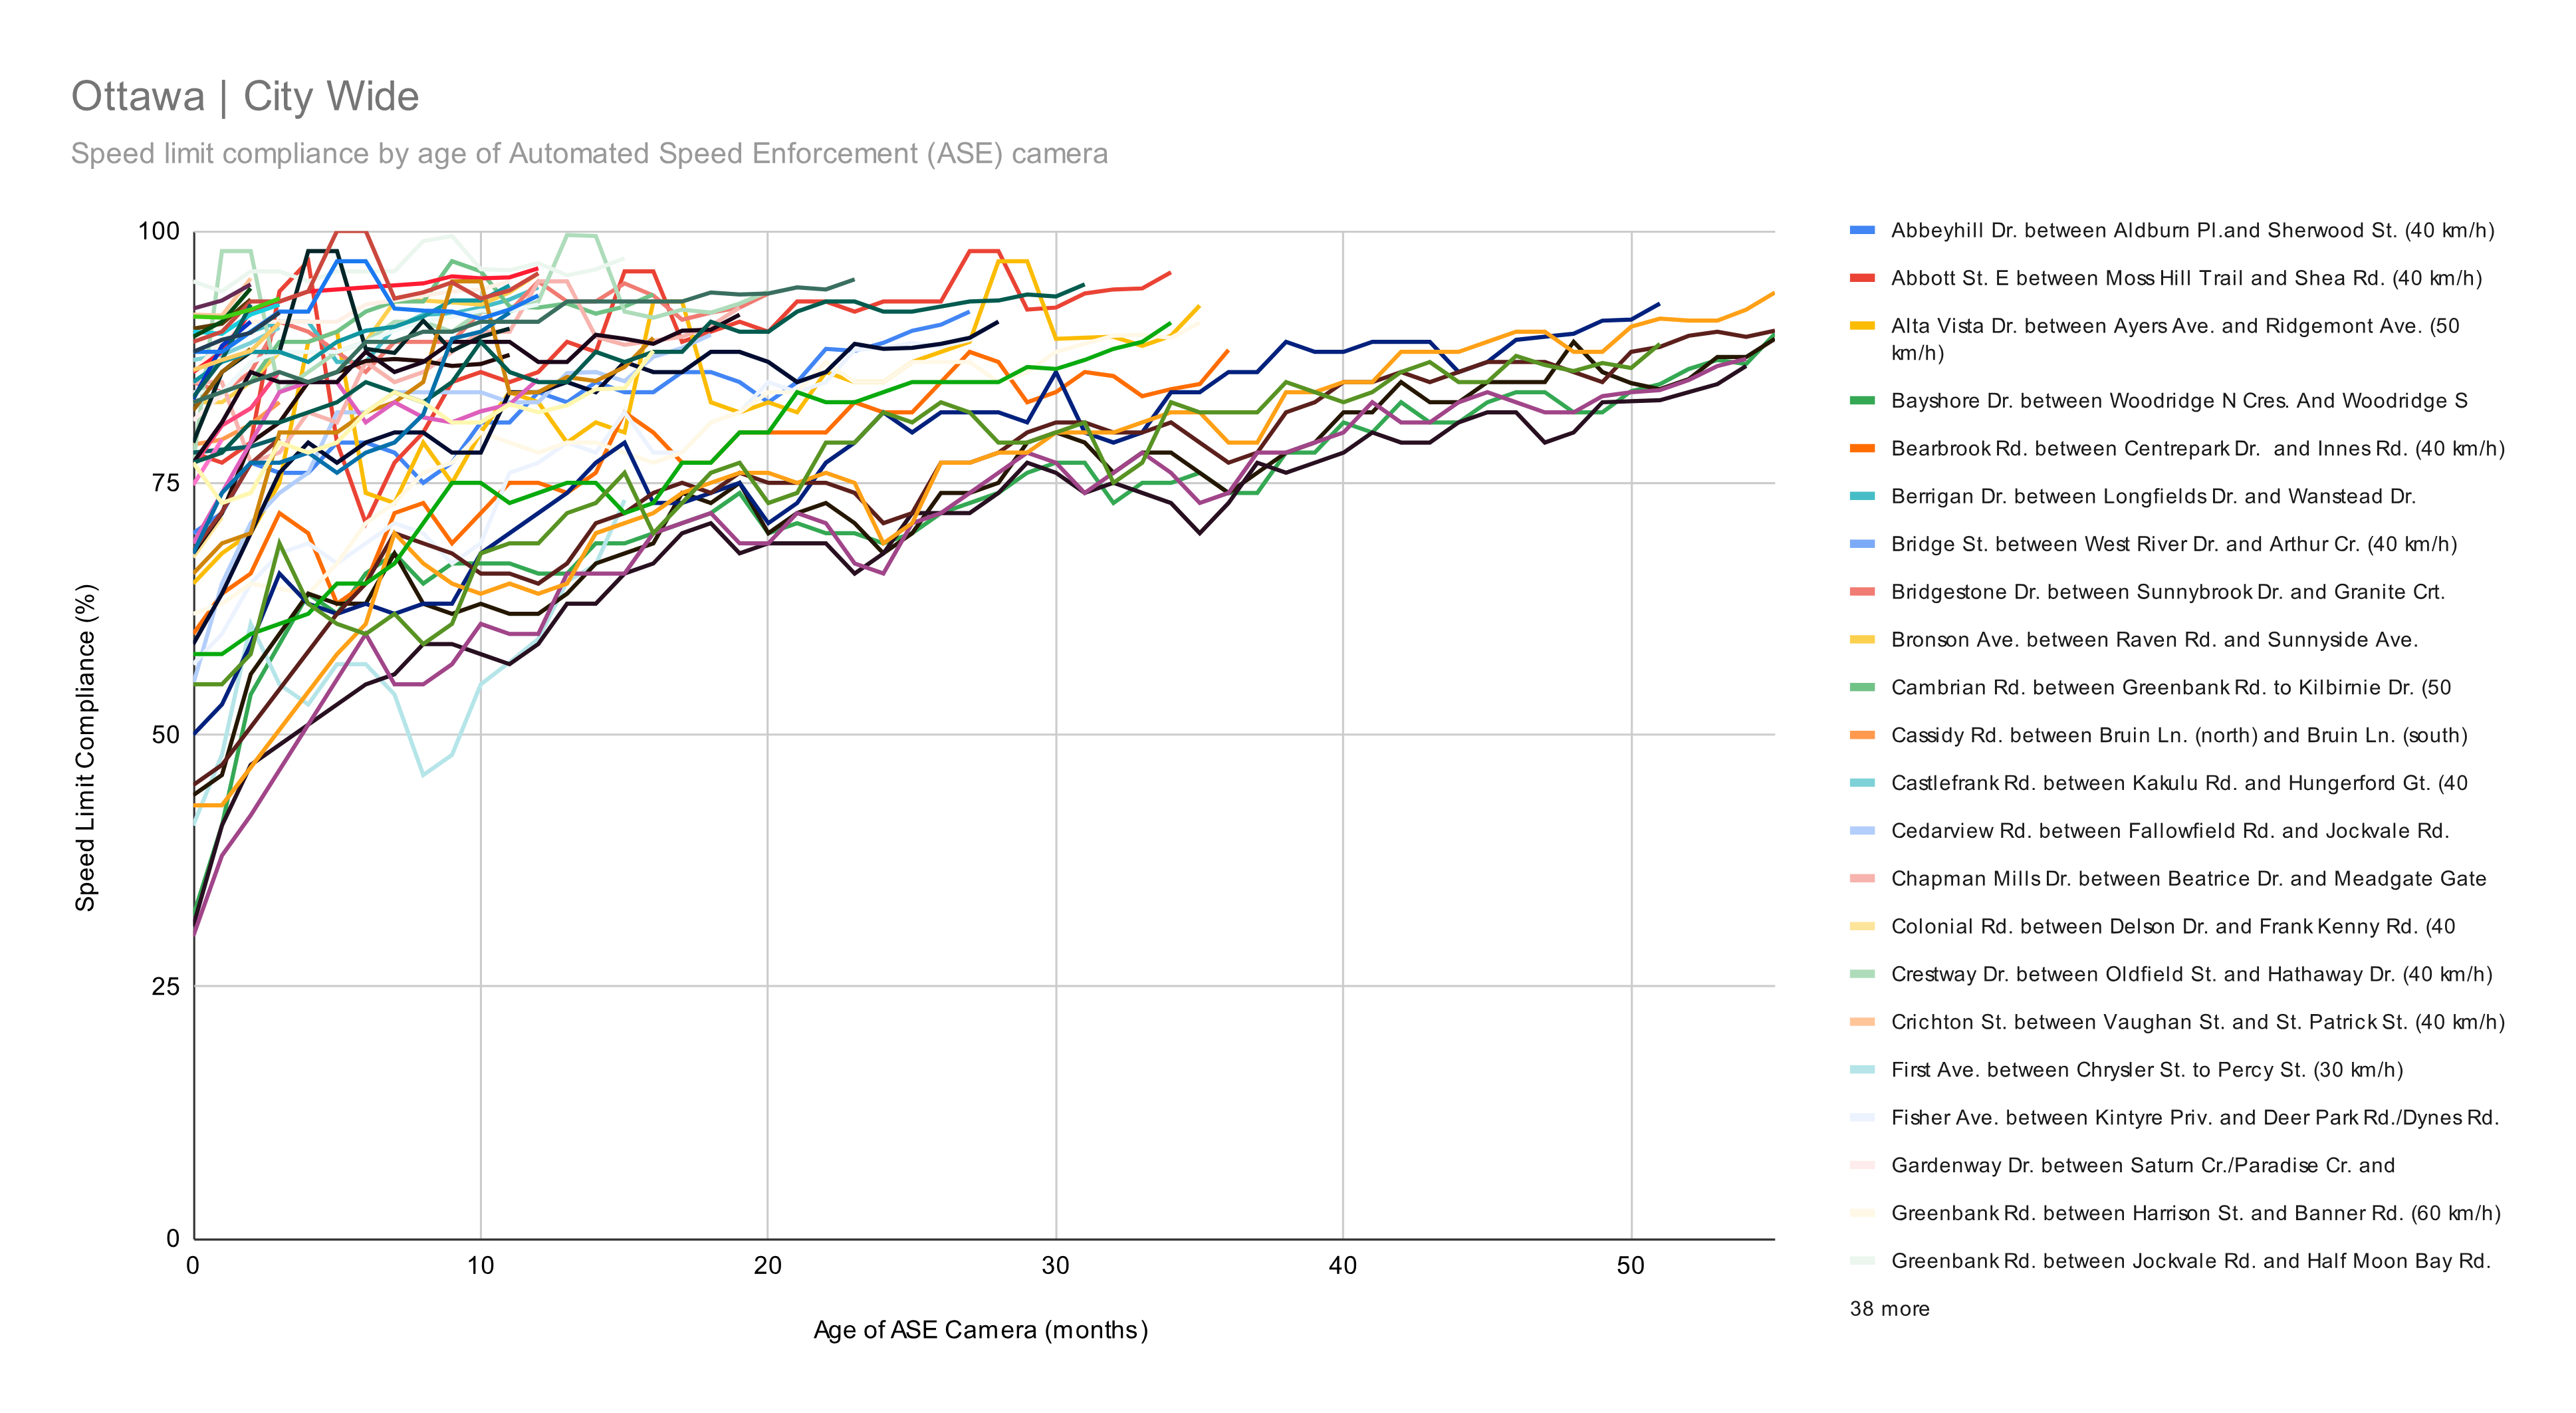 Ottawa | City Wide
Speed limit compliance by age of Automated Speed Enforcement (ASE) camera
100
75
50
25
0
Speed Limit Compliance (%)
0 10 20 30 40 50
Age of ASE Camera (months)
Abbeyhill Dr. between Aldburn Pl.and Sherwood St. (40 km/h)
Abbott St. E between Moss Hill Trail and Shea Rd. (40 km/h)
Alta Vista Dr. between Ayers Ave. and Ridgemont Ave. (50
km/h)
Bayshore Dr. between Woodridge N Cres. And Woodridge S
Bearbrook Rd. between Centrepark Dr.  and Innes Rd. (40 km/h)
Berrigan Dr. between Longfields Dr. and Wanstead Dr.
Bridge St. between West River Dr. and Arthur Cr. (40 km/h)
Bridgestone Dr. between Sunnybrook Dr. and Granite Crt.
Bronson Ave. between Raven Rd. and Sunnyside Ave.
Cambrian Rd. between Greenbank Rd. to Kilbirnie Dr. (50
Cassidy Rd. between Bruin Ln. (north) and Bruin Ln. (south)
Castlefrank Rd. between Kakulu Rd. and Hungerford Gt. (40
Cedarview Rd. between Fallowfield Rd. and Jockvale Rd.
Chapman Mills Dr. between Beatrice Dr. and Meadgate Gate
Colonial Rd. between Delson Dr. and Frank Kenny Rd. (40
Crestway Dr. between Oldfield St. and Hathaway Dr. (40 km/h)
Crichton St. between Vaughan St. and St. Patrick St. (40 km/h)
First Ave. between Chrysler St. to Percy St. (30 km/h)
Fisher Ave. between Kintyre Priv. and Deer Park Rd./Dynes Rd.
Gardenway Dr. between Saturn Cr./Paradise Cr. and
Greenbank Rd. between Harrison St. and Banner Rd. (60 km/h)
Greenbank Rd. between Jockvale Rd. and Half Moon Bay Rd.
38 more